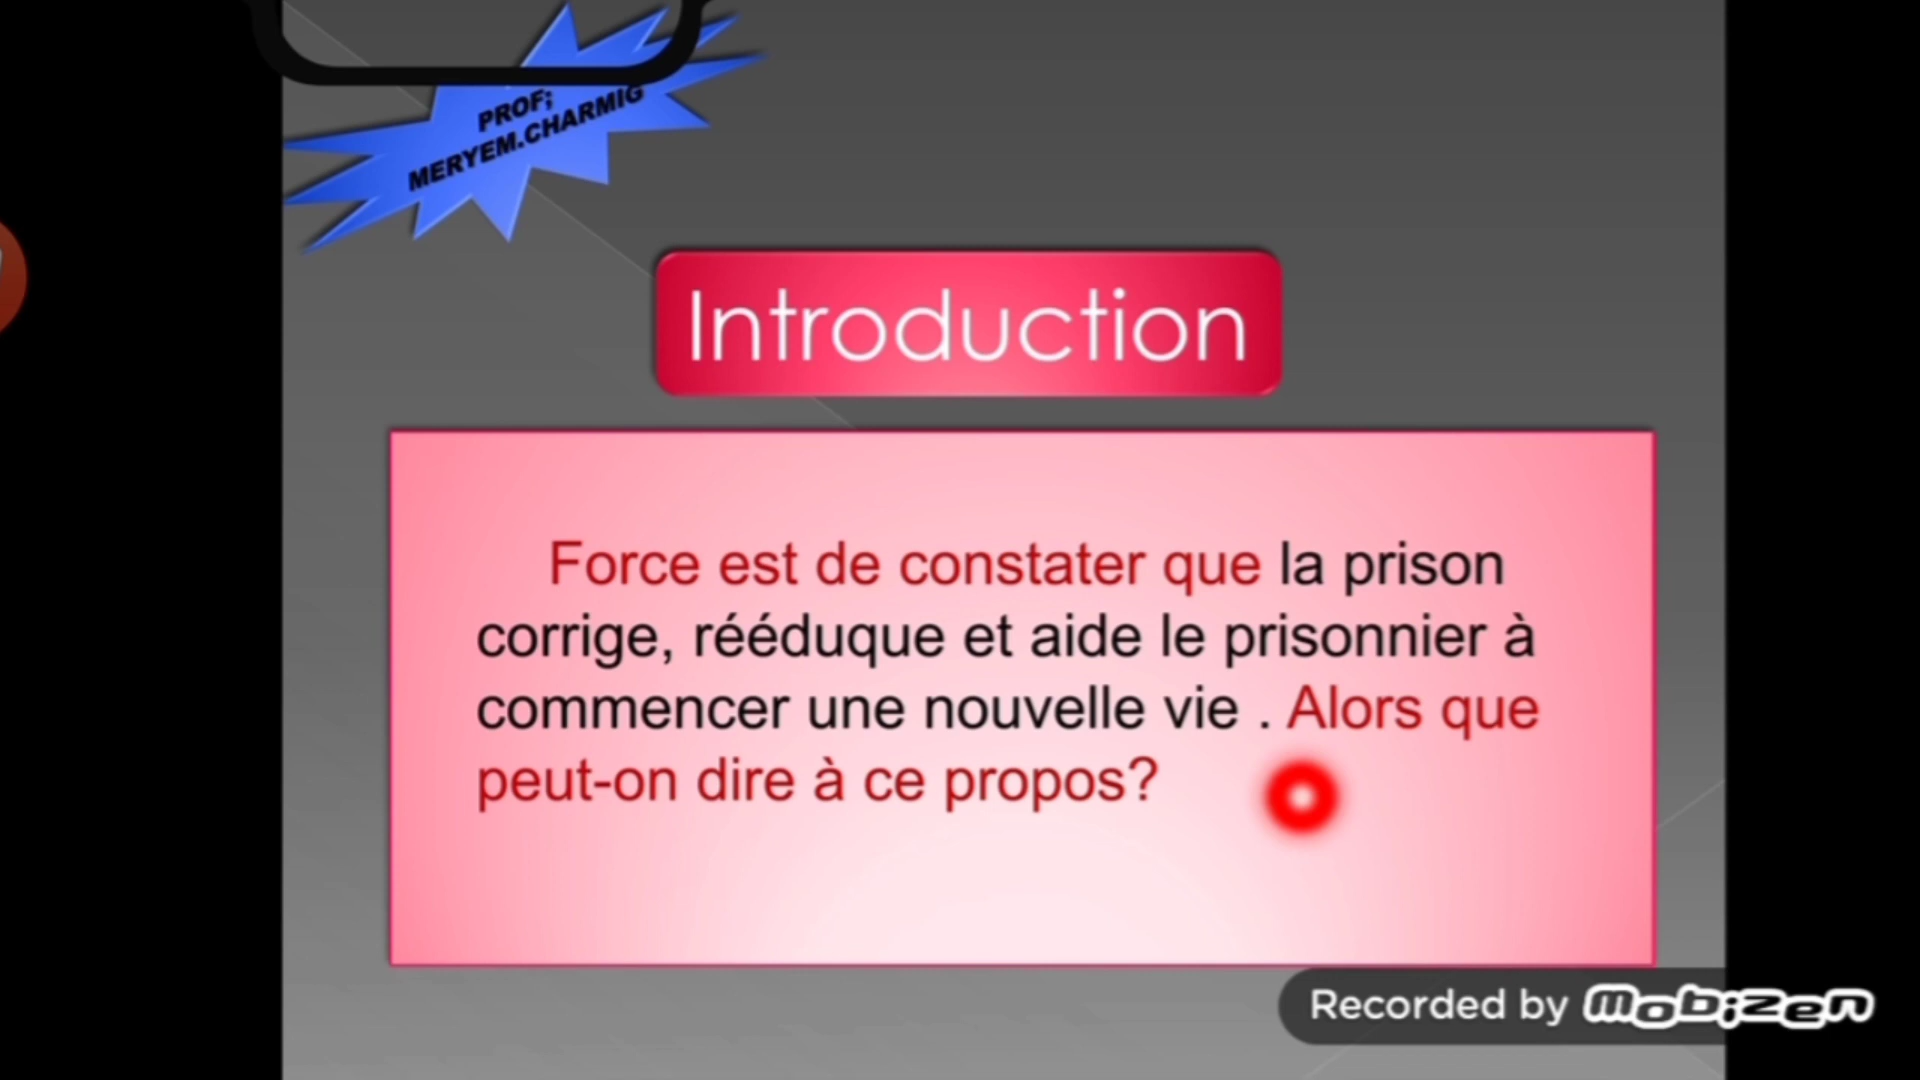 PROF;
MERYEM.CHARMIG
Introduction
Force est de constater que la prison
corrige, rééduque et aide le prisonnier à
commencer une nouvelle vie . Alors que
peut-on dire à ce propos?
Recorded by mobizen